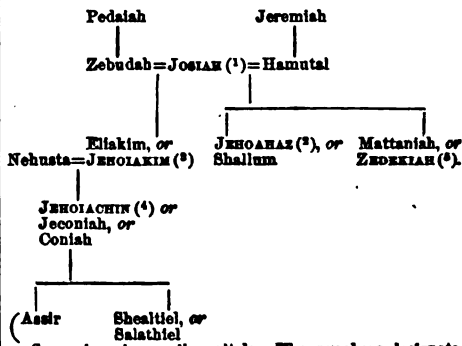 Pedaiah Jeremiah
Zebudah=JOSIAH (¹)=Hamutal
Eliakim, or JEHOAHAZ (²), or Mattaniah, or
Nehusta=JEHOIAKIM (³) Shallum ZEDEKIAH (⁵).
JEHOIACHIN (⁴) or
Jeconiah, or
Coniah
(Assir Shealtiel, or
Salathiel